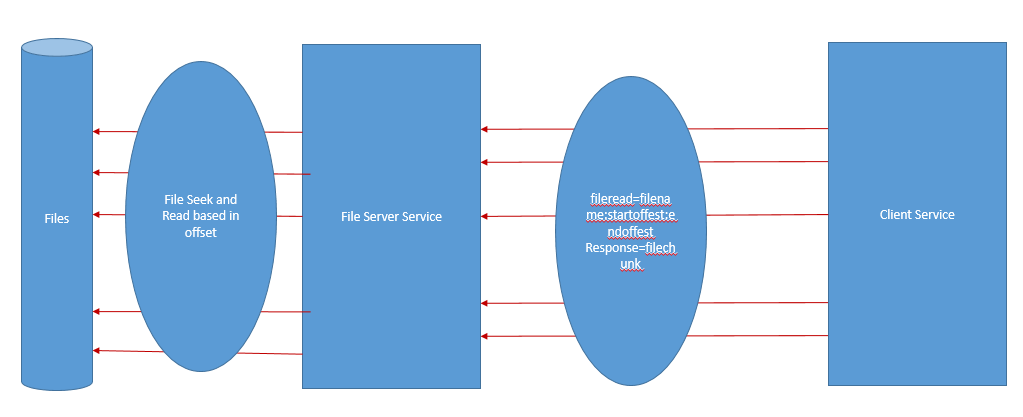 Files
File Seek and
Read based in
offset
File Server Service
fileread=filena
me:startoffest:e
ndoffest
Response=filech
unk
Client Service